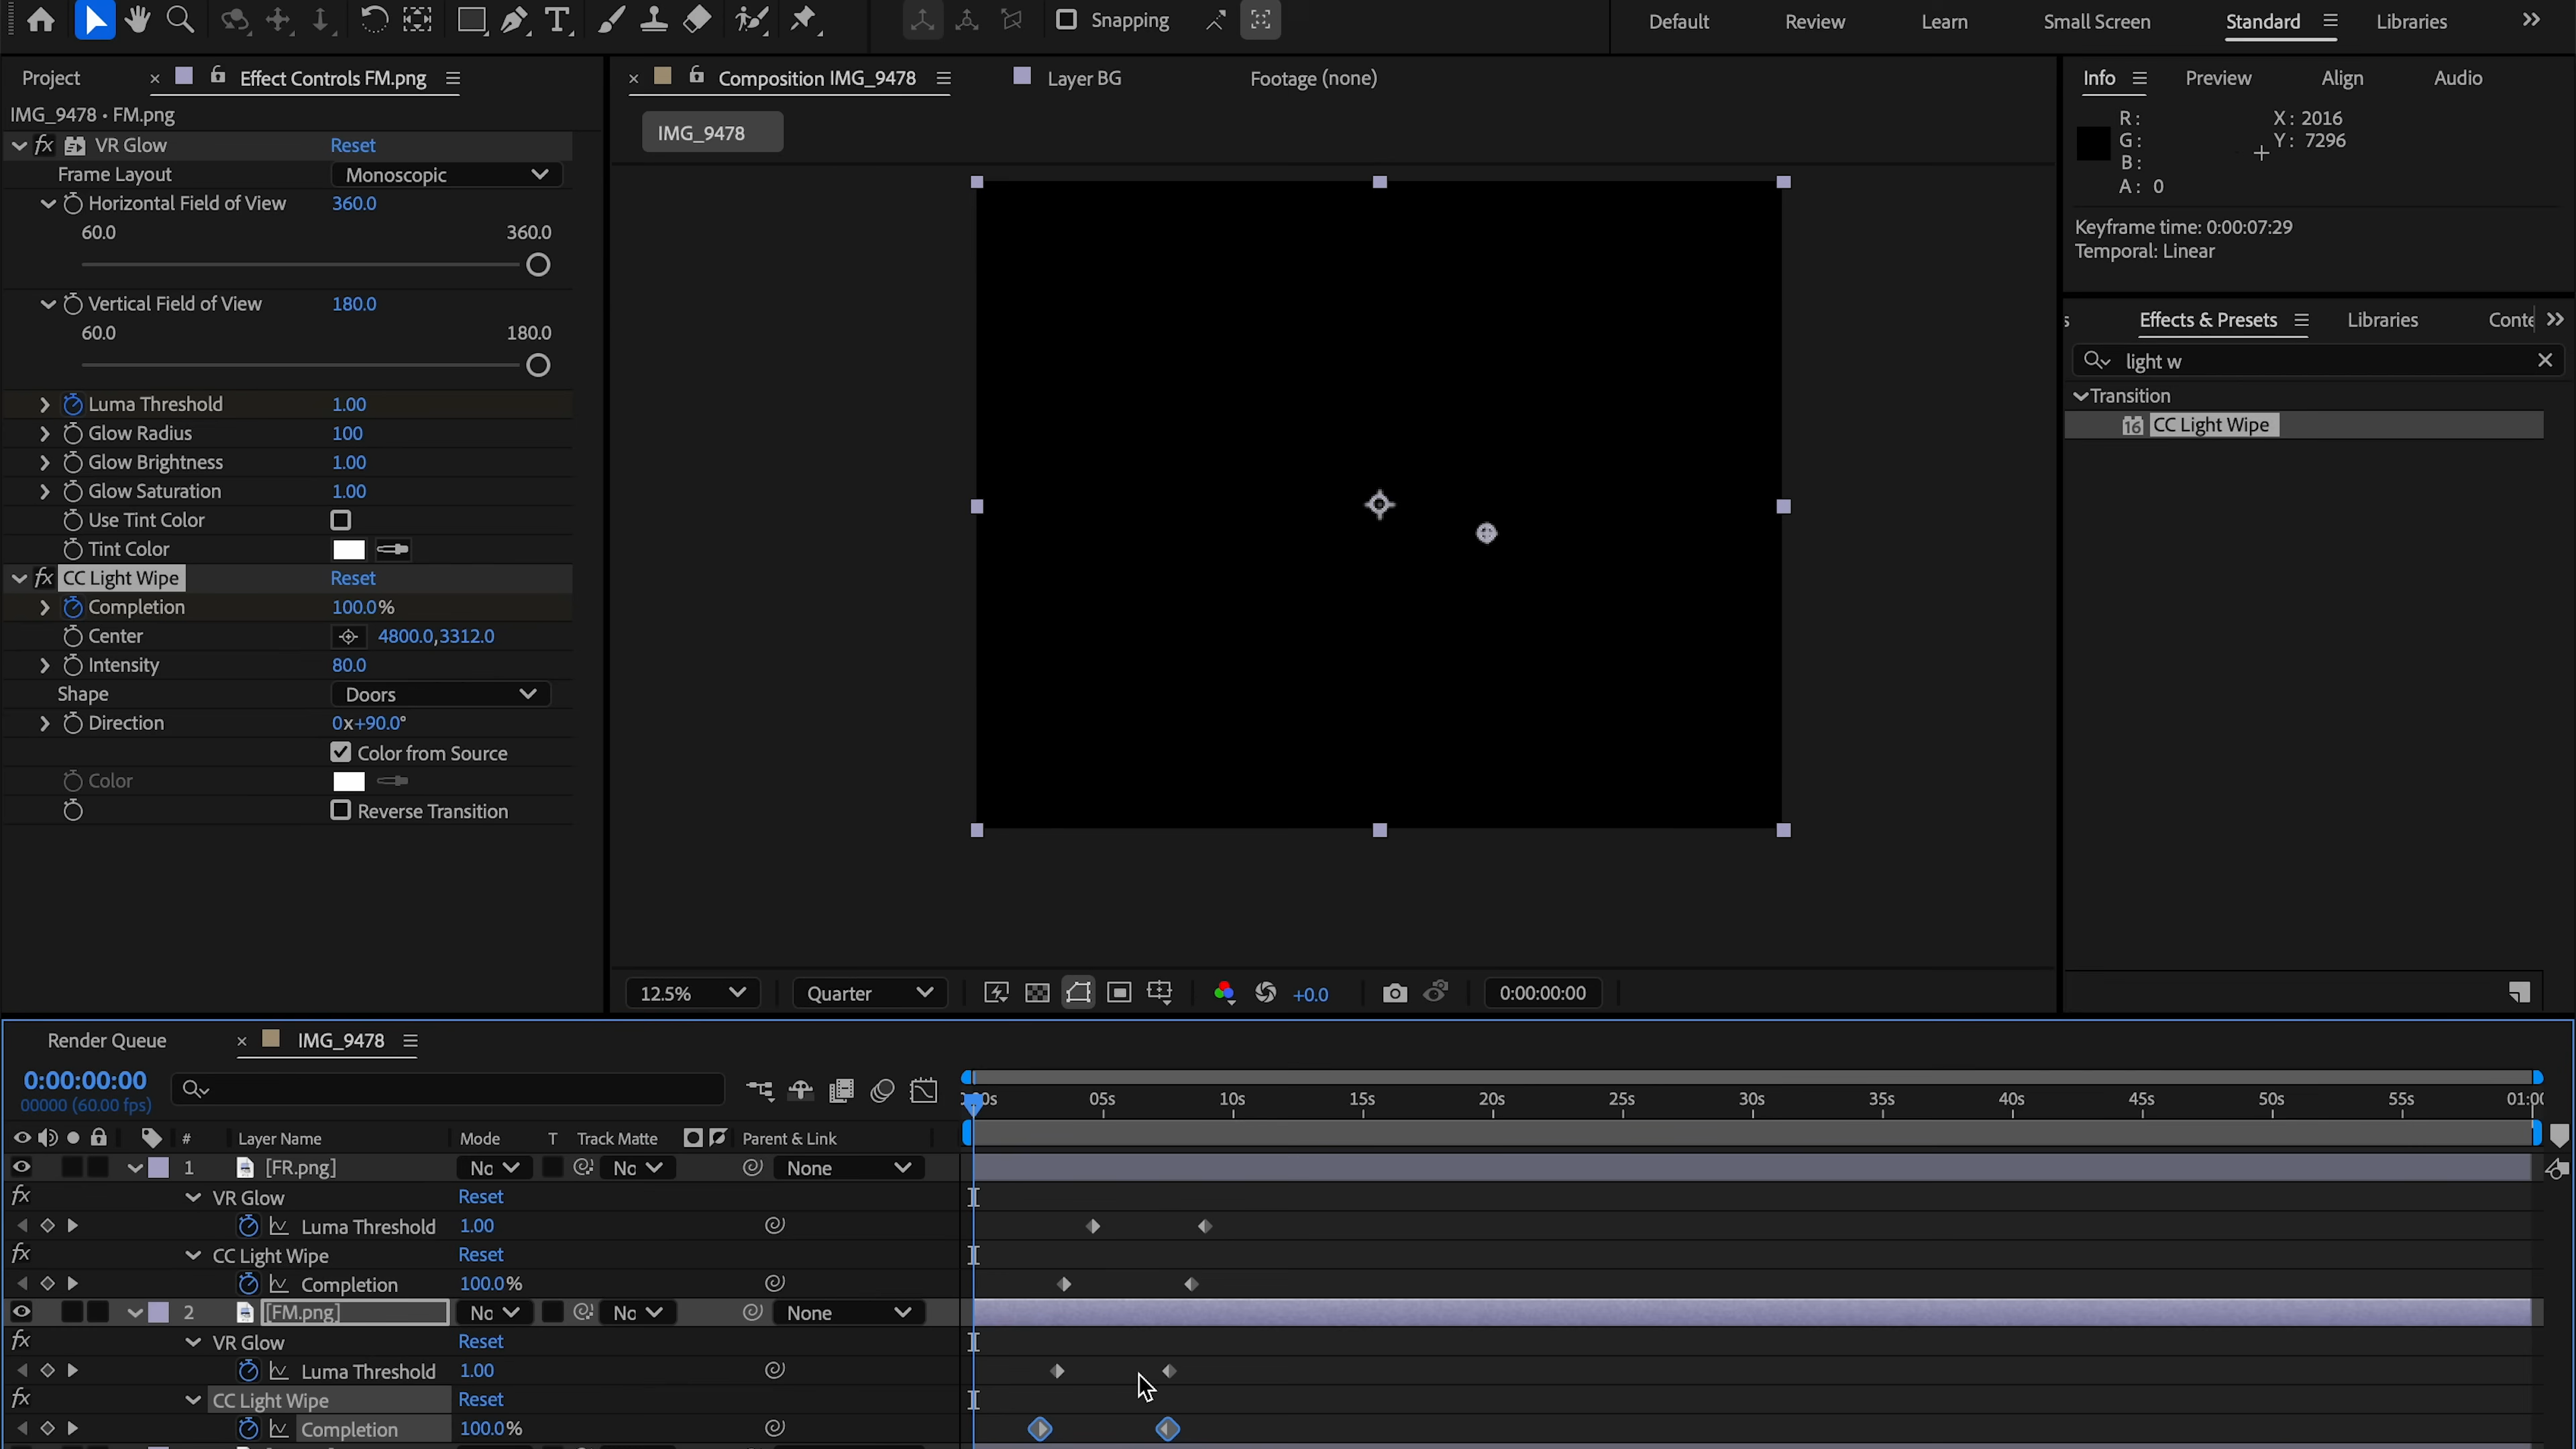 Snapping
Default Review Learn Small Screen Standard Libraries
Project Effect Controls FM.png
Composition IMG_9478 Layer BG Footage (none)
Info Preview Align Audio
IMG_9478 • FM.png
IMG_9478
VR Glow Reset
Frame Layout Monoscopic
Horizontal Field of View 360.0
60.0 360.0
Vertical Field of View 180.0
60.0 180.0
Luma Threshold 1.00
Glow Radius 100
Glow Brightness 1.00
Glow Saturation 1.00
Use Tint Color
Tint Color
CC Light Wipe Reset
Completion 100.0%
Center 4800.0,3312.0
Intensity 80.0
Shape Doors
Direction 0x+90.0°
Color from Source
Color
Reverse Transition
R: X: 2016
G: Y: 7296
B:
A: 0
Keyframe time: 0:00:07:29
Temporal: Linear
Effects & Presets Libraries Conte
light w
Transition
16 CC Light Wipe
12.5% Quarter +0.0 0:00:00:00
Render Queue IMG_9478
0:00:00:00
00000 (60.00 fps)
05s 10s 15s 20s 25s 30s 35s 40s 45s 50s 55s
# Layer Name Mode T Track Matte Parent & Link
1 [FR.png] None
VR Glow Reset
Luma Threshold 1.00
CC Light Wipe Reset
Completion 100.0%
2 [FM.png] None
VR Glow Reset
Luma Threshold 1.00
CC Light Wipe Reset
Completion 100.0%